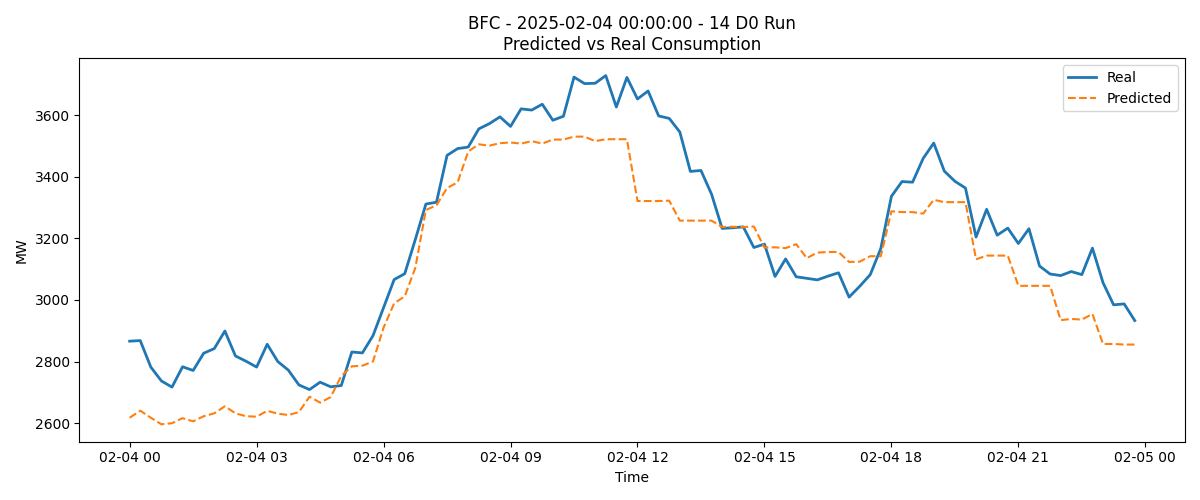 BFC - 2025-02-04 00:00:00 - 14 D0 Run
Predicted vs Real Consumption
Real
Predicted
MW
3600
3400
3200
3000
2800
2600
02-04 00
02-04 03
02-04 06
02-04 09
02-04 12
02-04 15
02-04 18
02-04 21
02-05 00
Time